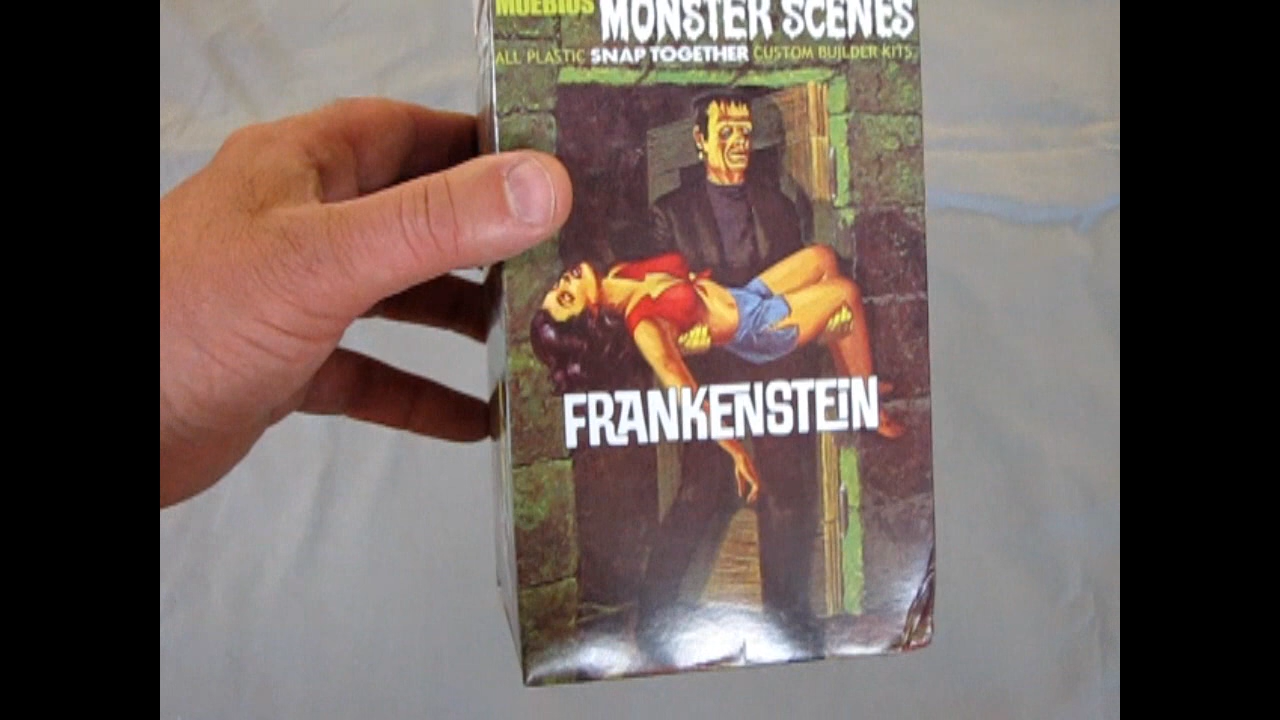 MOEBIUS MONSTER SCENES
ALL PLASTIC SNAP TOGETHER CUSTOM BUILDER KITS
FRANKENSTEIN